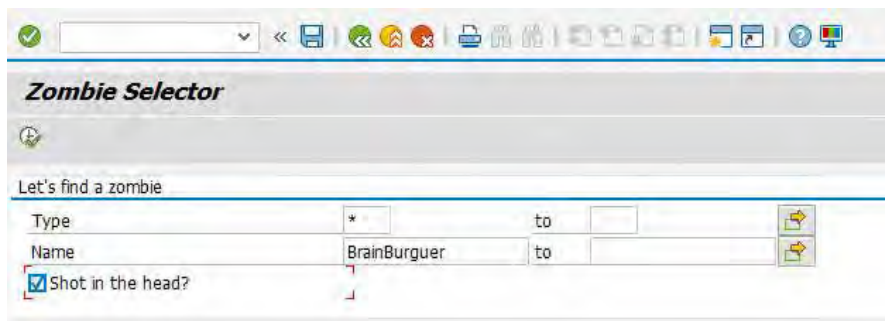 Zombie Selector
Let's find a zombie
Type * to
Name BrainBurguer to
Shot in the head?